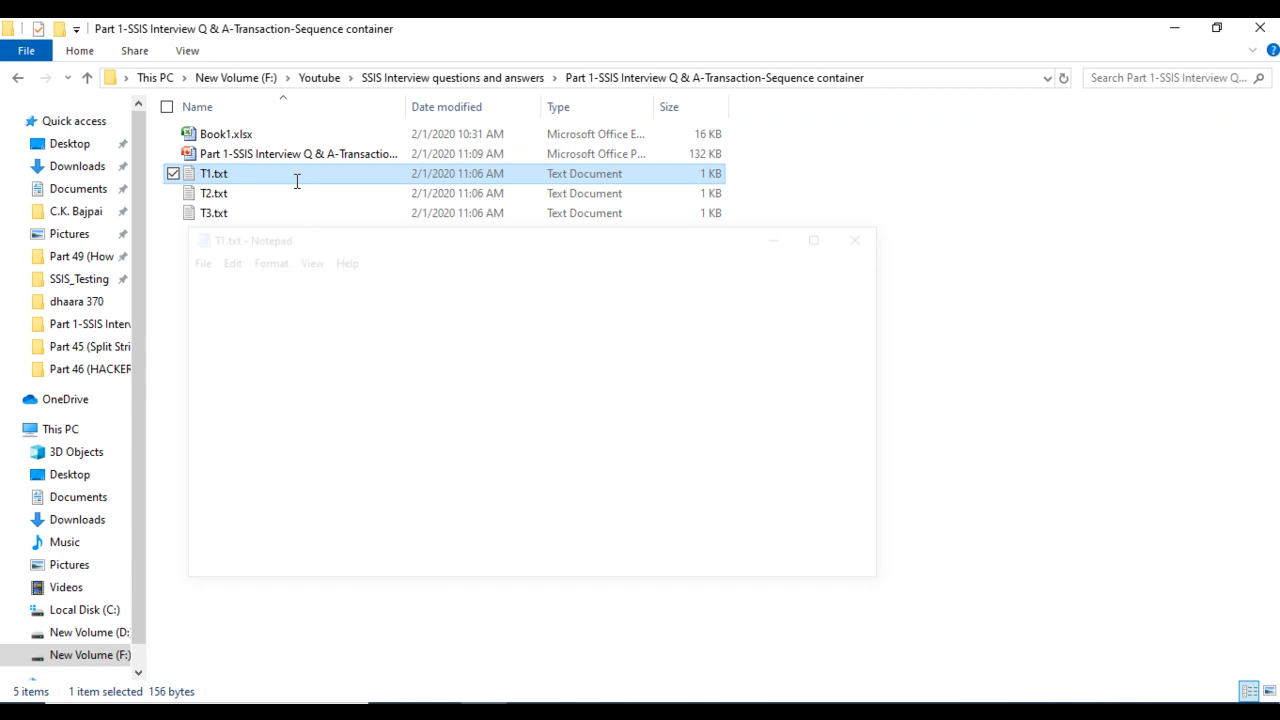 Part 1-SSIS Interview Q & A-Transaction-Sequence container
File Home Share View
This PC > New Volume (F:) > Youtube > SSIS Interview questions and answers > Part 1-SSIS Interview Q & A-Transaction-Sequence container
Search Part 1-SSIS Interview Q...
Name Date modified Type Size
Book1.xlsx 2/1/2020 10:31 AM Microsoft Office E... 16 KB
Part 1-SSIS Interview Q & A-Transactio... 2/1/2020 11:09 AM Microsoft Office P... 132 KB
T1.txt 2/1/2020 11:06 AM Text Document 1 KB
T2.txt 2/1/2020 11:06 AM Text Document 1 KB
T3.txt 2/1/2020 11:06 AM Text Document 1 KB
T1.txt - Notepad
File Edit Format View Help
Quick access
Desktop
Downloads
Documents
C.K. Bajpai
Pictures
Part 49 (How
SSIS_Testing
dhaara 370
Part 1-SSIS Interv
Part 45 (Split Stri
Part 46 (HACKER
OneDrive
This PC
3D Objects
Desktop
Documents
Downloads
Music
Pictures
Videos
Local Disk (C:)
New Volume (D:
New Volume (F:)
5 items 1 item selected 156 bytes